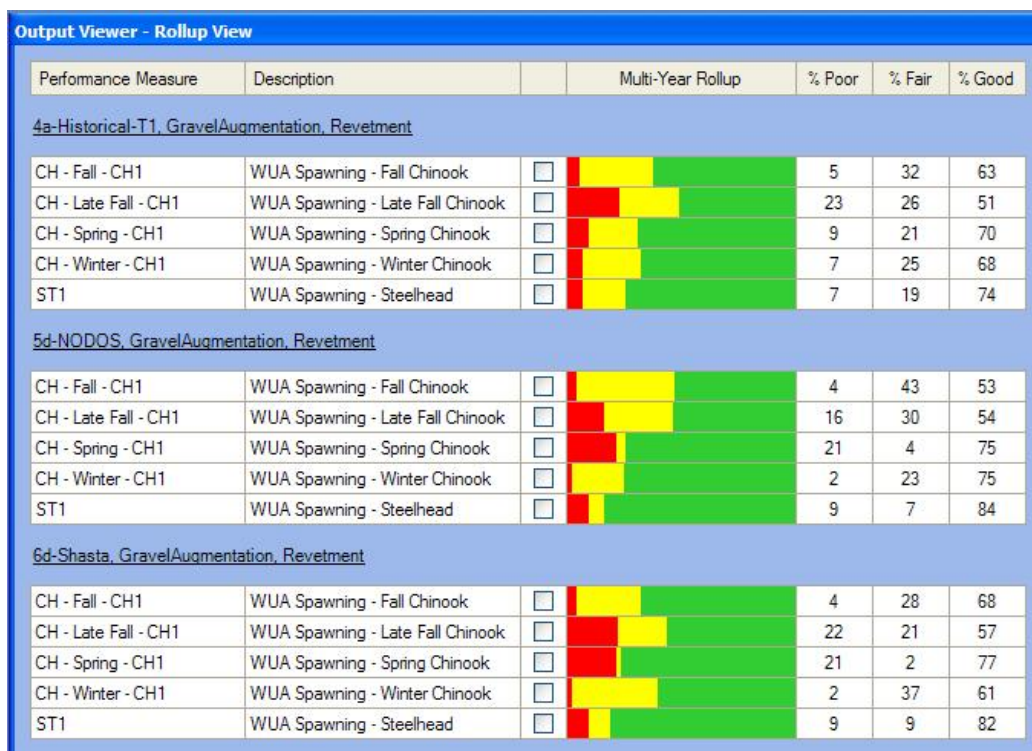 Output Viewer - Rollup View
Performance Measure Description Multi-Year Rollup % Poor % Fair % Good
4a-Historical-T1, GravelAugmentation, Revetment
CH - Fall - CH1 WUA Spawning - Fall Chinook 5 32 63
CH - Late Fall - CH1 WUA Spawning - Late Fall Chinook 23 26 51
CH - Spring - CH1 WUA Spawning - Spring Chinook 9 21 70
CH - Winter - CH1 WUA Spawning - Winter Chinook 7 25 68
ST1 WUA Spawning - Steelhead 7 19 74
5d-NODOS, GravelAugmentation, Revetment
CH - Fall - CH1 WUA Spawning - Fall Chinook 4 43 53
CH - Late Fall - CH1 WUA Spawning - Late Fall Chinook 16 30 54
CH - Spring - CH1 WUA Spawning - Spring Chinook 21 4 75
CH - Winter - CH1 WUA Spawning - Winter Chinook 2 23 75
ST1 WUA Spawning - Steelhead 9 7 84
6d-Shasta, GravelAugmentation, Revetment
CH - Fall - CH1 WUA Spawning - Fall Chinook 4 28 68
CH - Late Fall - CH1 WUA Spawning - Late Fall Chinook 22 21 57
CH - Spring - CH1 WUA Spawning - Spring Chinook 21 2 77
CH - Winter - CH1 WUA Spawning - Winter Chinook 2 37 61
ST1 WUA Spawning - Steelhead 9 9 82